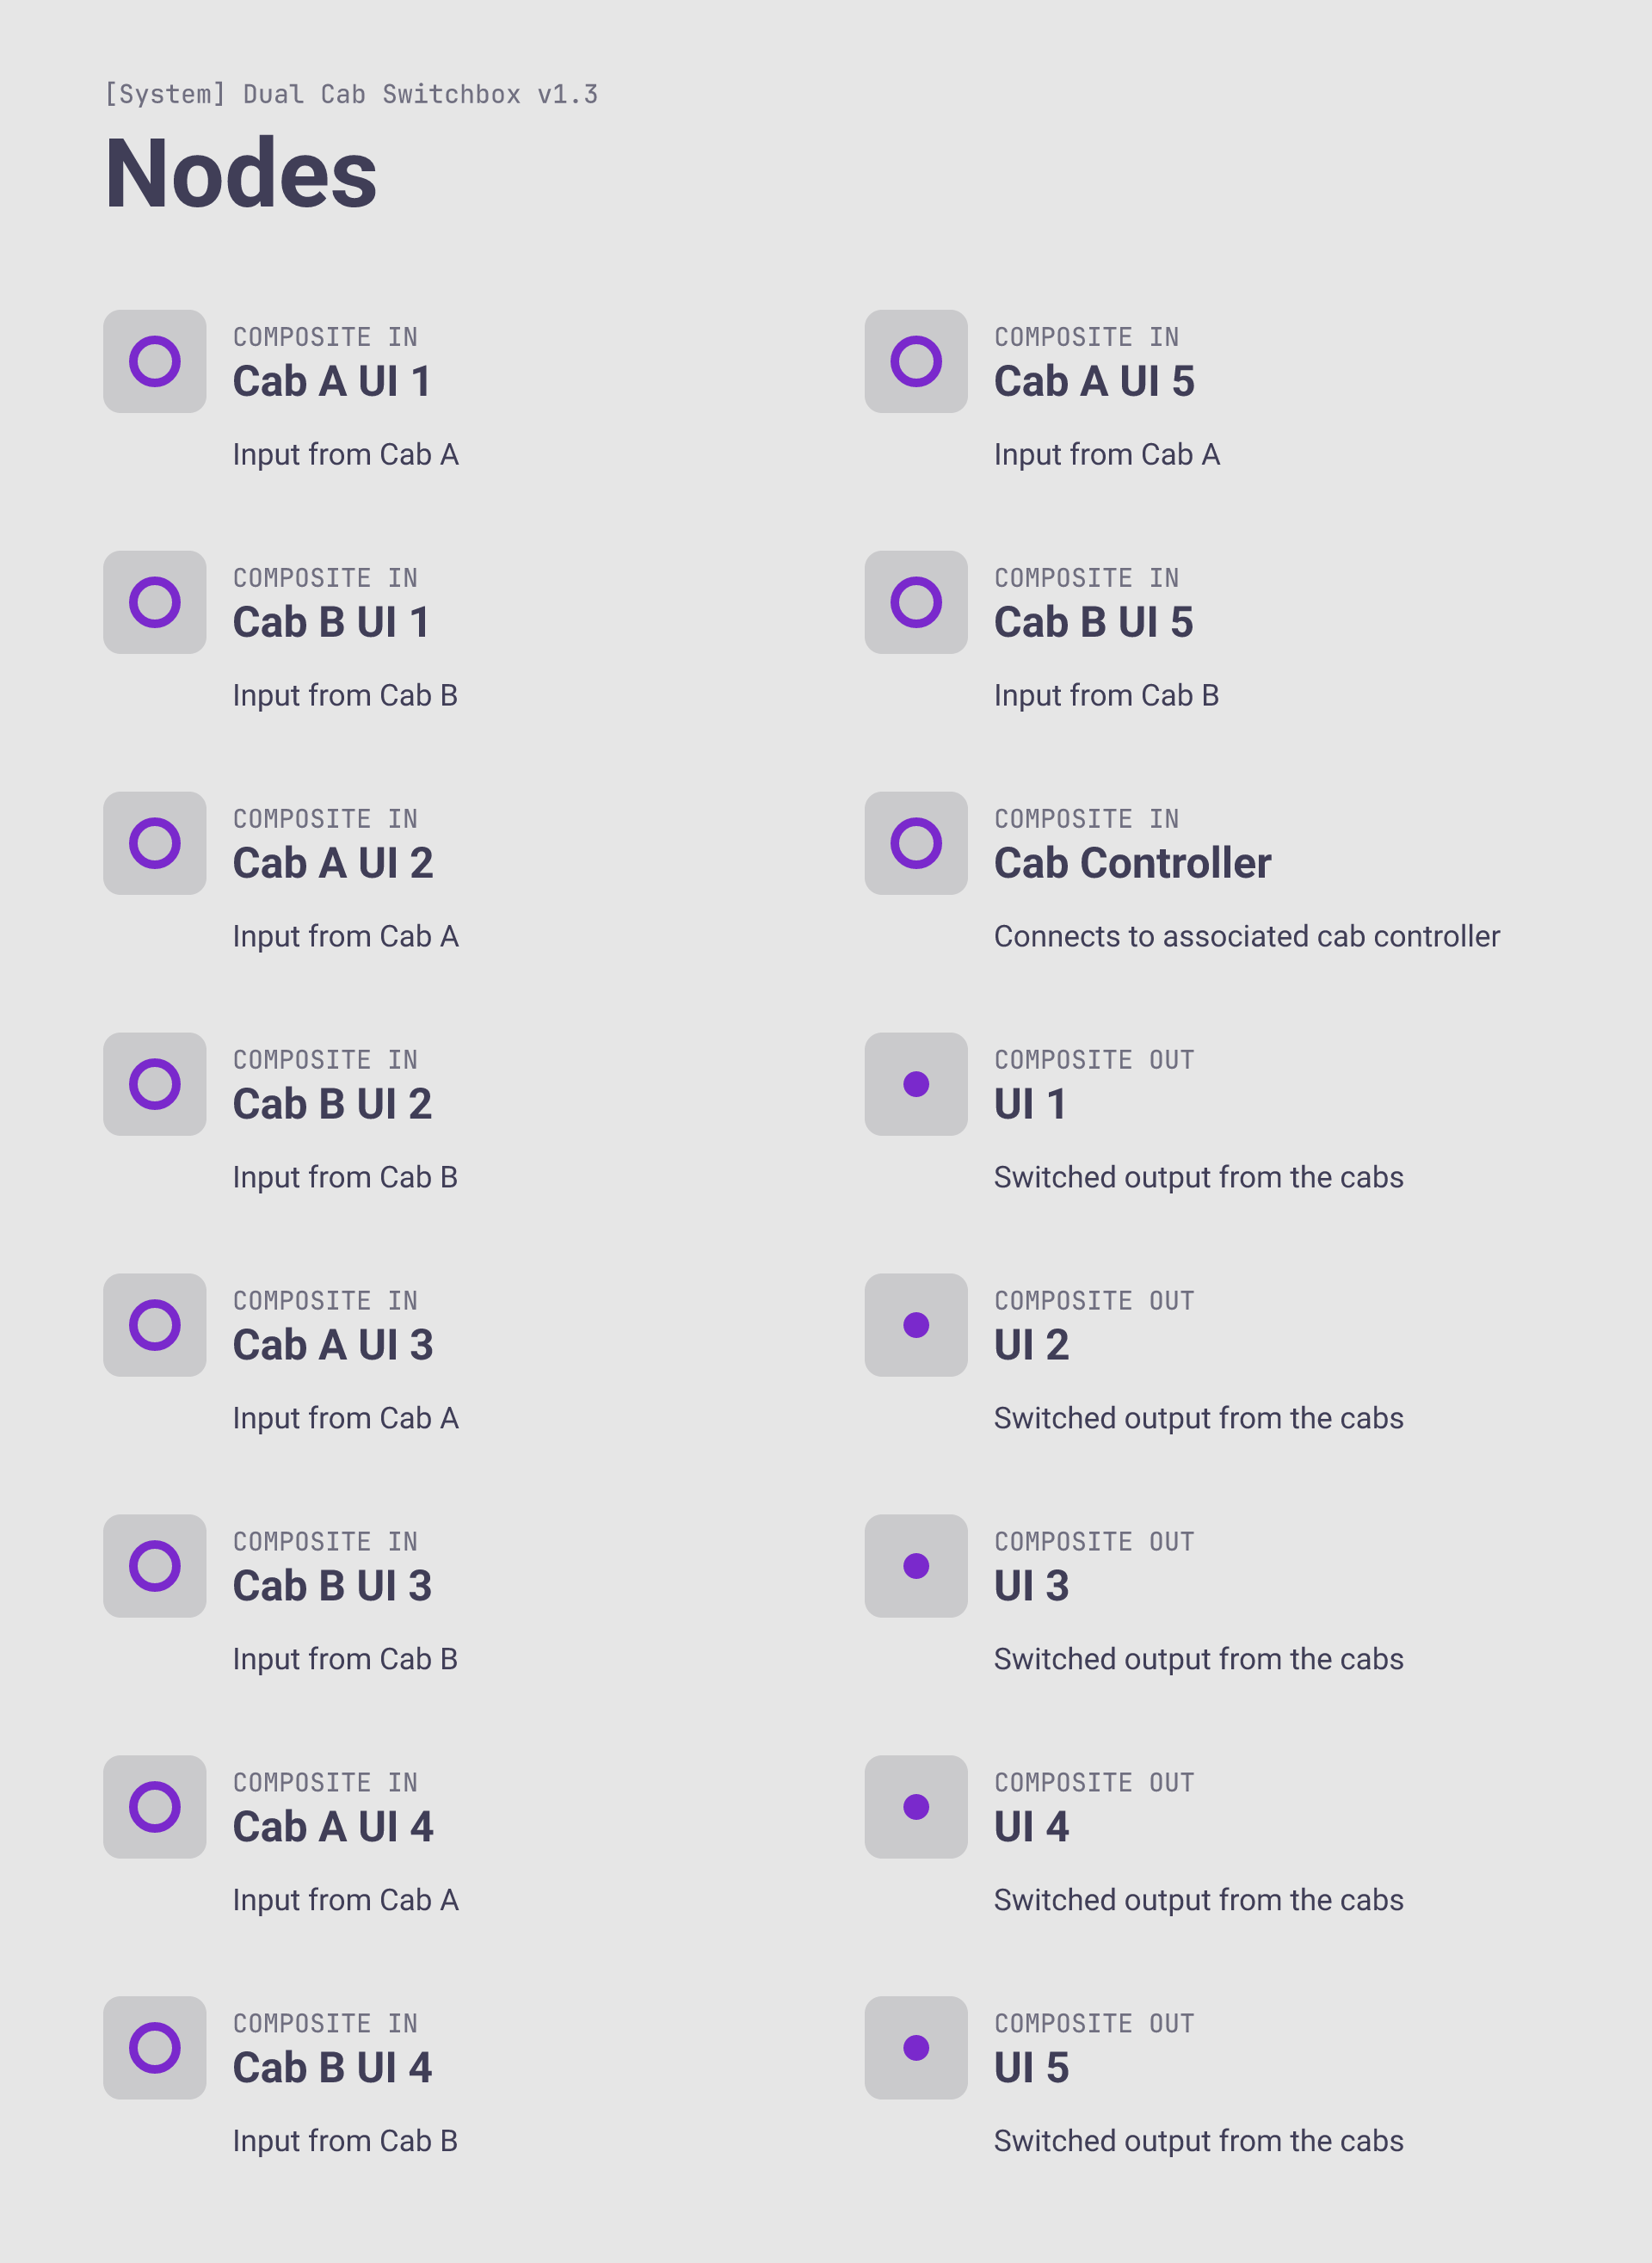 [System] Dual Cab Switchbox v1.3
Nodes
COMPOSITE IN
Cab A UI 1
Input from Cab A
COMPOSITE IN
Cab B UI 1
Input from Cab B
COMPOSITE IN
Cab A UI 2
Input from Cab A
COMPOSITE IN
Cab B UI 2
Input from Cab B
COMPOSITE IN
Cab A UI 3
Input from Cab A
COMPOSITE IN
Cab B UI 3
Input from Cab B
COMPOSITE IN
Cab A UI 4
Input from Cab A
COMPOSITE IN
Cab B UI 4
Input from Cab B
COMPOSITE IN
Cab A UI 5
Input from Cab A
COMPOSITE IN
Cab B UI 5
Input from Cab B
COMPOSITE IN
Cab Controller
Connects to associated cab controller
COMPOSITE OUT
UI 1
Switched output from the cabs
COMPOSITE OUT
UI 2
Switched output from the cabs
COMPOSITE OUT
UI 3
Switched output from the cabs
COMPOSITE OUT
UI 4
Switched output from the cabs
COMPOSITE OUT
UI 5
Switched output from the cabs